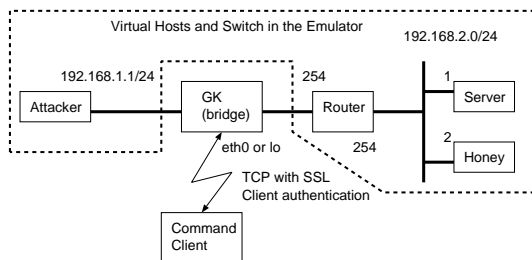 Virtual Hosts and Switch in the Emulator
192.168.2.0/24
192.168.1.1/24
254
1
Attacker
GK
(bridge)
Router
Server
eth0 or lo
254
2
Honey
TCP with SSL
Client authentication
Command
Client